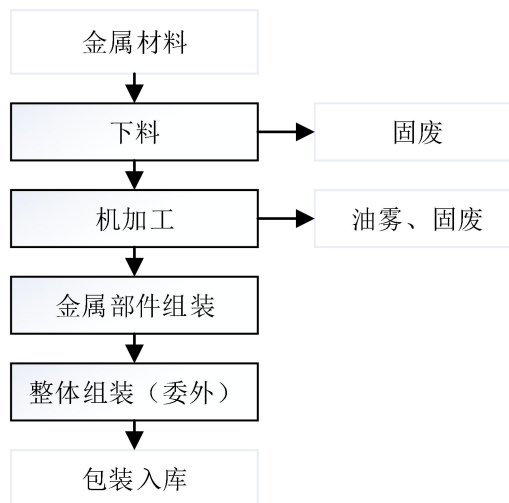 金属材料
下料
固废
机加工
油雾、固废
金属部件组装
整体组装（委外）
包装入库